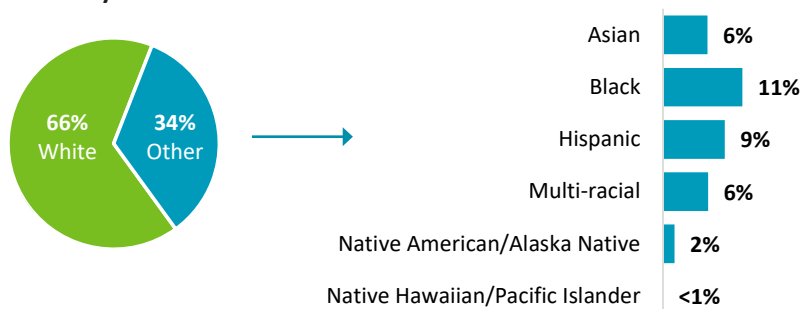 66%
White
34%
Other
Asian 6%
Black 11%
Hispanic 9%
Multi-racial 6%
Native American/Alaska Native 2%
Native Hawaiian/Pacific Islander <1%